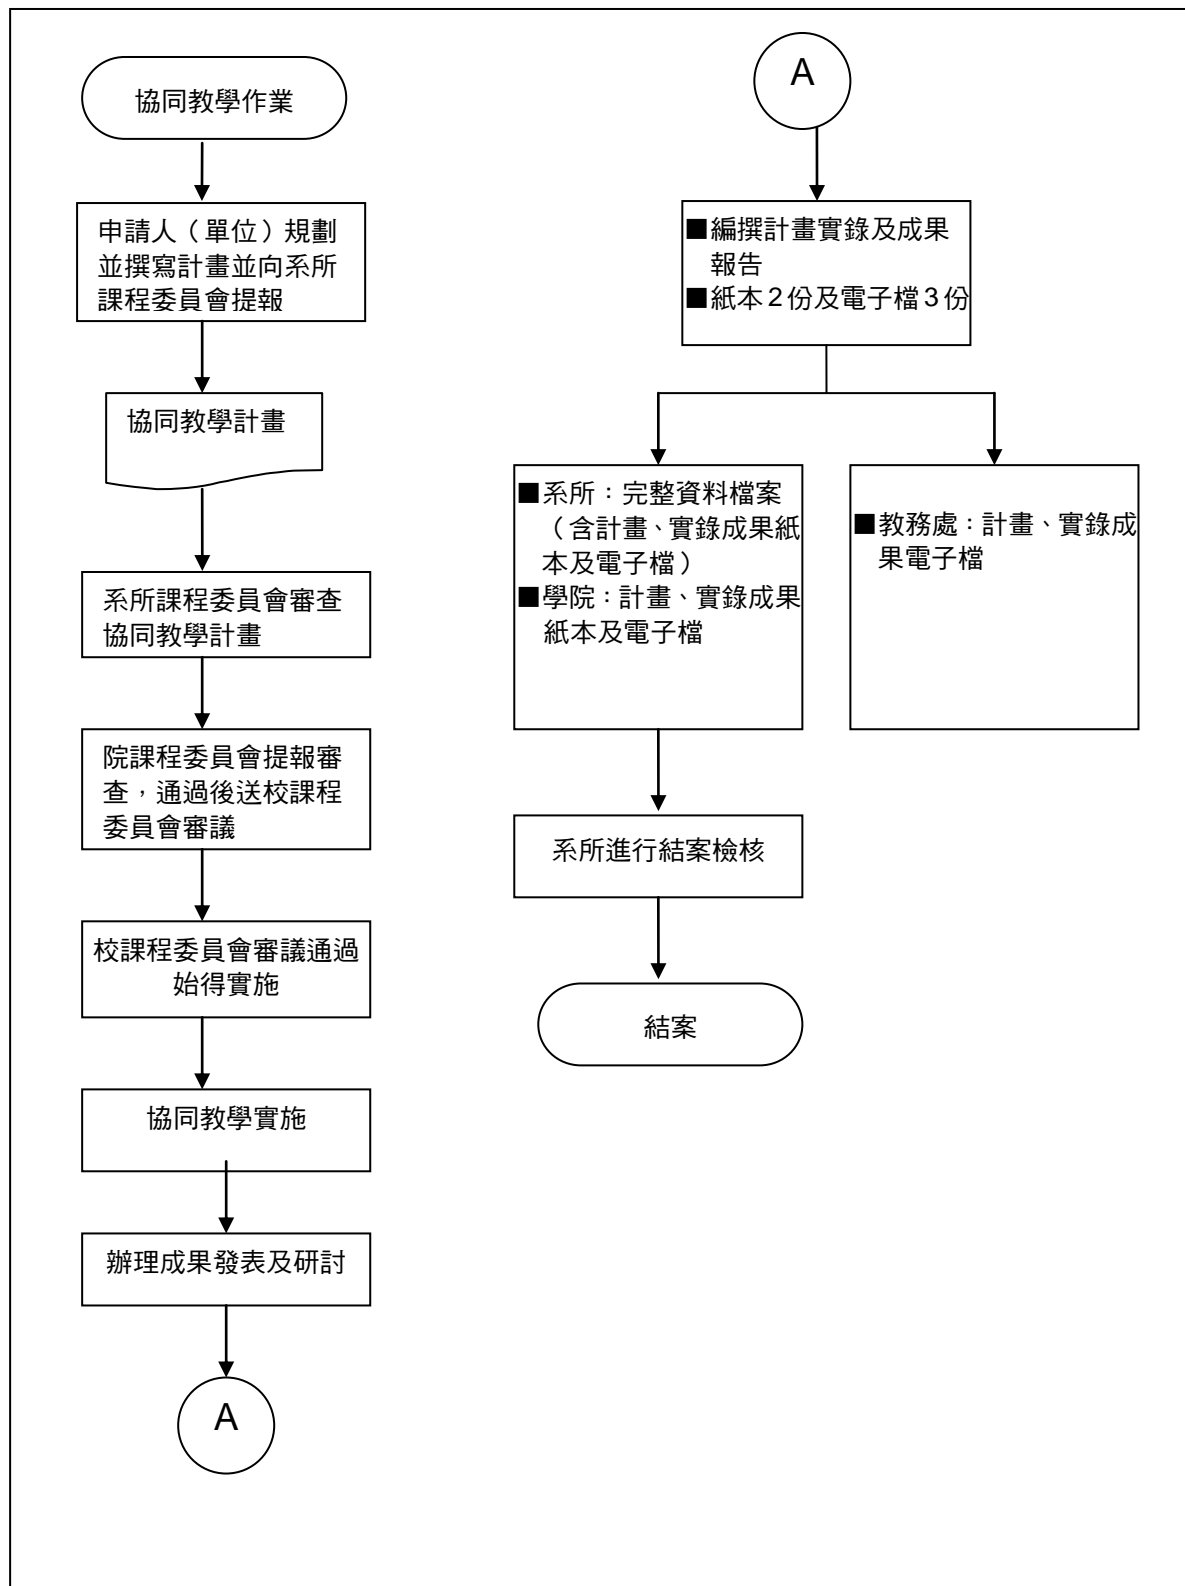 協同教學作業
申請人（單位）規劃
並撰寫計畫並向系所
課程委員會提報
協同教學計畫
系所課程委員會審查
協同教學計畫
院課程委員會提報審
查，通過後送校課程
委員會審議
校課程委員會審議通過
始得實施
協同教學實施
辦理成果發表及研討
A
A
■編撰計畫實錄及成果
報告
■紙本2份及電子檔3份
■系所：完整資料檔案
（含計畫、實錄成果紙
本及電子檔）
■學院：計畫、實錄成果
紙本及電子檔
■教務處：計畫、實錄成
果電子檔
系所進行結案檢核
結案